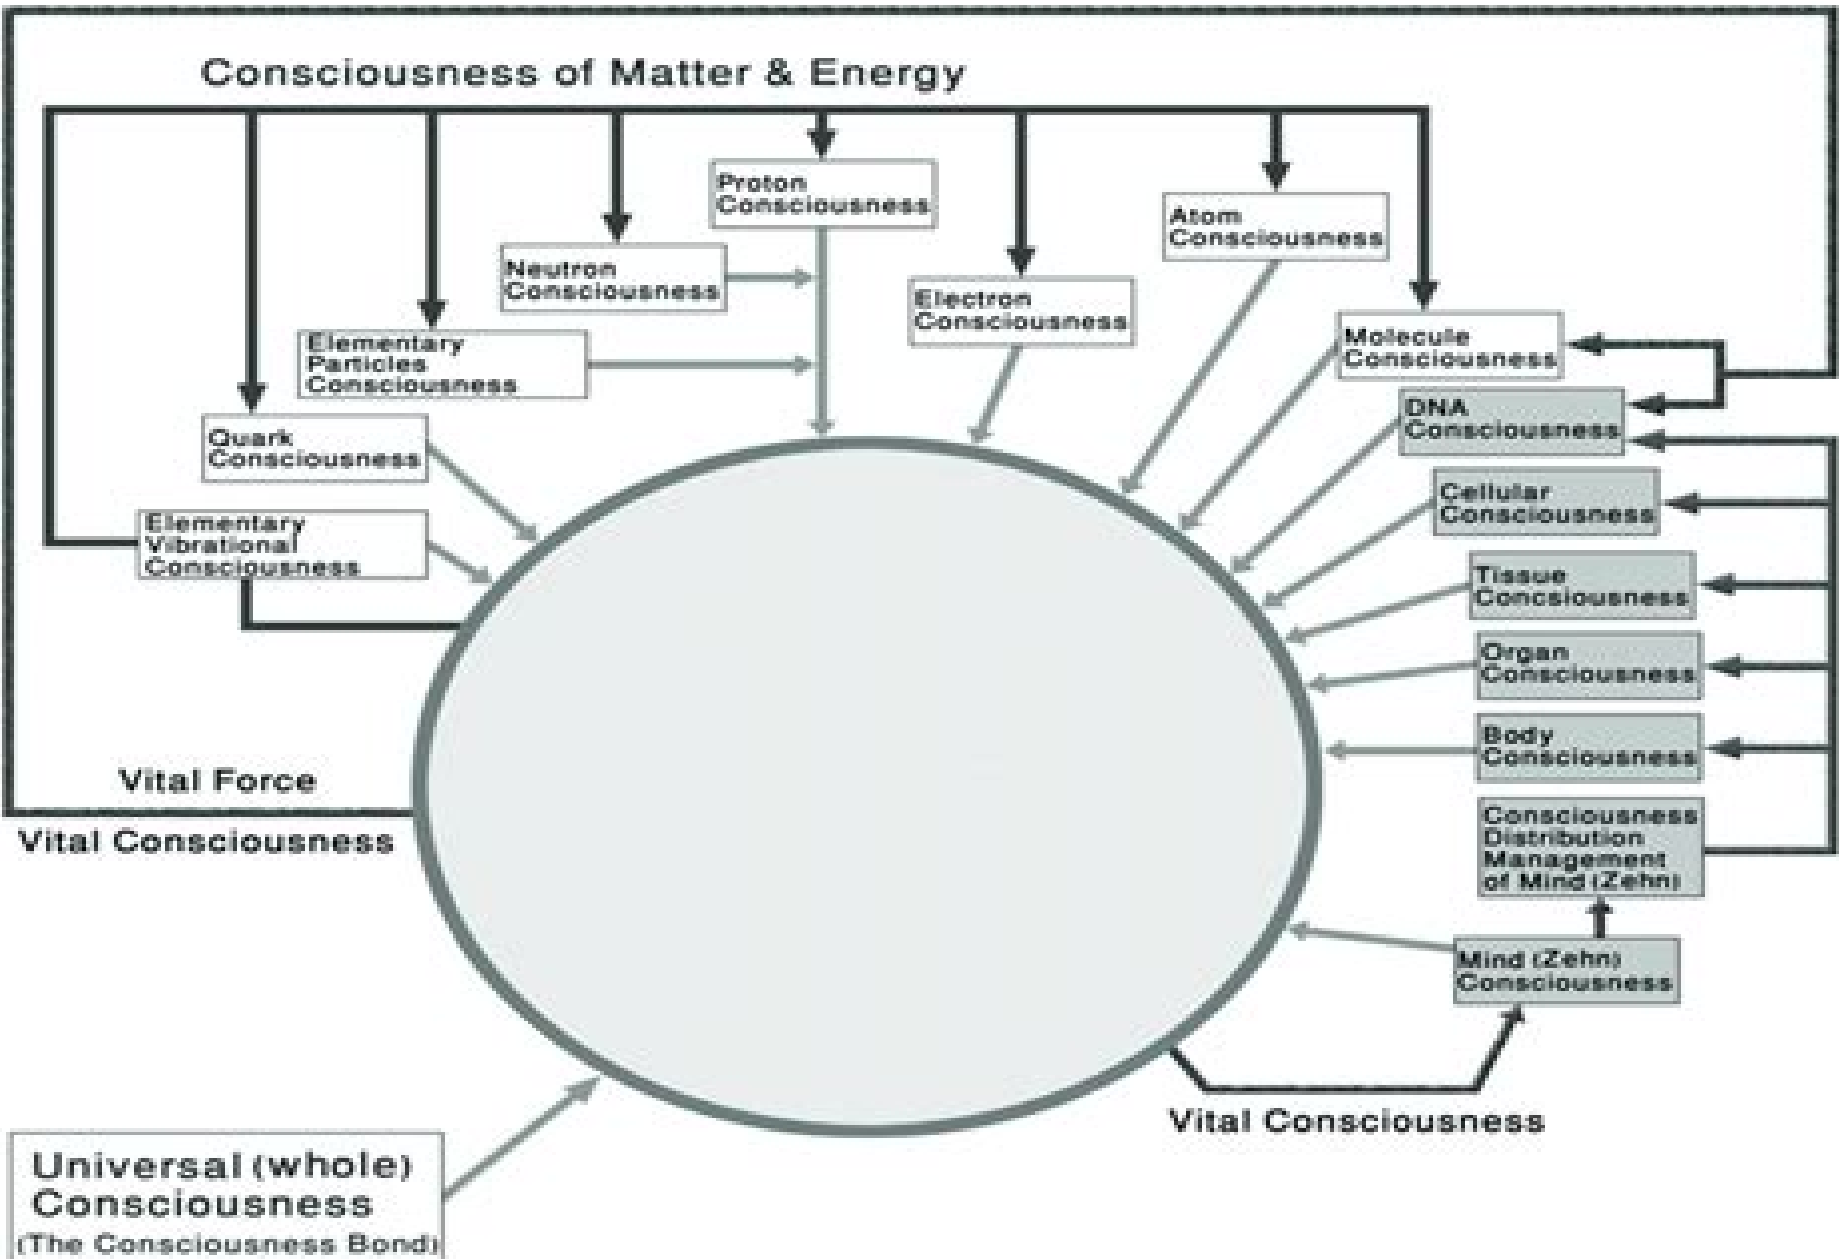 Consciousness of Matter & Energy
Proton
Consciousness
Atom
Consciousness
Neutron
Consciousness
Electron
Consciousness
Elementary
Particles
Consciousness
Molecule
Consciousness
DNA
Consciousness
Quark
Consciousness
Cellular
Consciousness
Elementary
Vibrational
Consciousness
Tissue
Concsiousness
Organ
Consciousness
Body
Consciousness
Vital Force
Vital Consciousness
Consciousness
Distribution
Management
of Mind (Zehn)
Mind (Zehn)
Consciousness
Vital Consciousness
Universal (whole)
Consciousness
(The Consciousness Bond)